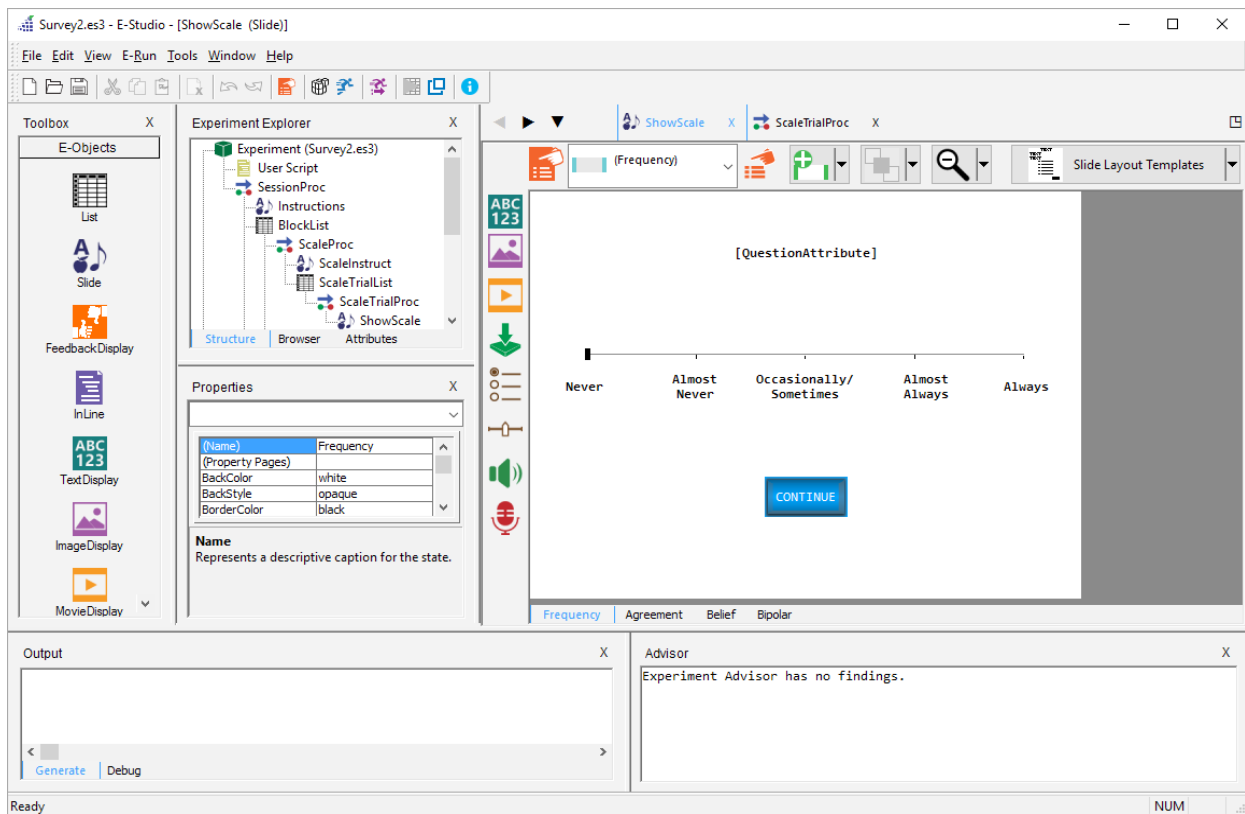 Survey2.es3 - E-Studio - [ShowScale (Slide)]
File Edit View E-Run Tools Window Help
Toolbox X
E-Objects
List
Slide
FeedbackDisplay
InLine
ABC
123
TextDisplay
ImageDisplay
MovieDisplay
Experiment Explorer X
Experiment (Survey2.es3)
User Script
SessionProc
Instructions
BlockList
ScaleProc
ScaleInstruct
ScaleTrialList
ScaleTrialProc
ShowScale
Structure Browser Attributes
Properties X
(Name) Frequency
(Property Pages)
BackColor white
BackStyle opaque
BorderColor black
Name
Represents a descriptive caption for the state.
ShowScale X ScaleTrialProc X
(Frequency) Slide Layout Templates
ABC
123
[QuestionAttribute]
Never Almost Never Occasionally/ Sometimes Almost Always Always
CONTINUE
Frequency Agreement Belief Bipolar
Output X
Generate Debug
Advisor X
Experiment Advisor has no findings.
Ready NUM